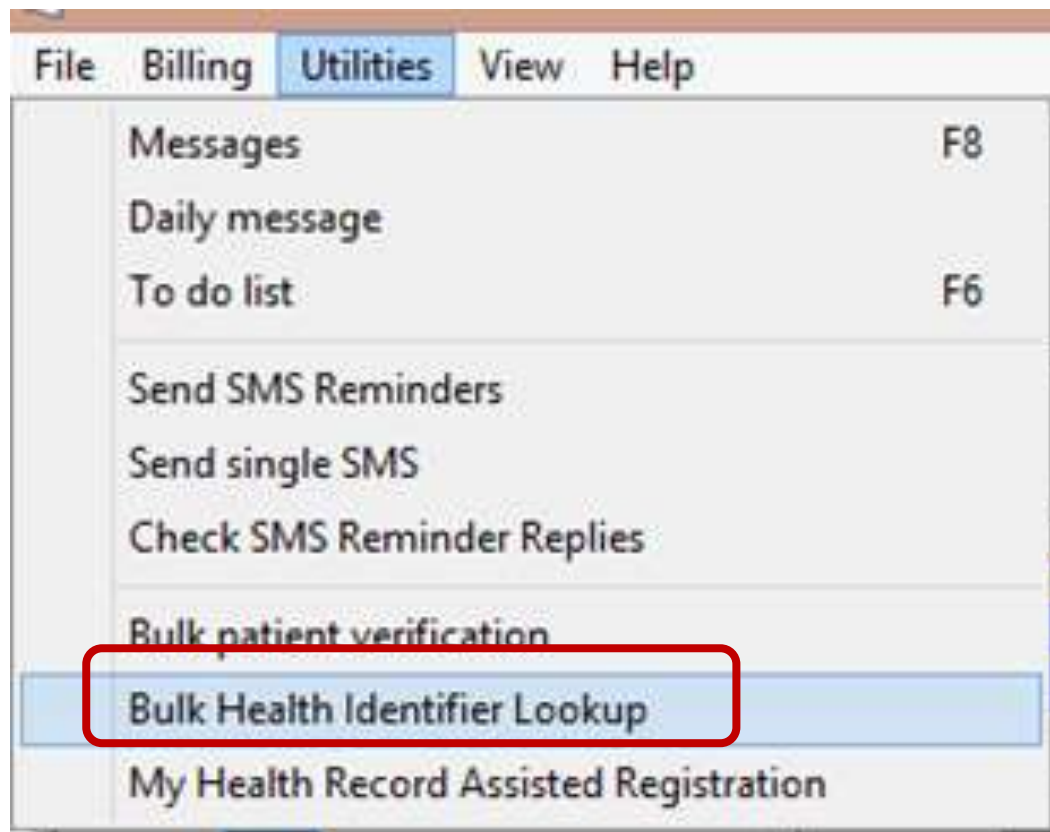 File Billing Utilities View Help
Messages F8
Daily message
To do list F6
Send SMS Reminders
Send single SMS
Check SMS Reminder Replies
Bulk patient verification
Bulk Health Identifier Lookup
My Health Record Assisted Registration